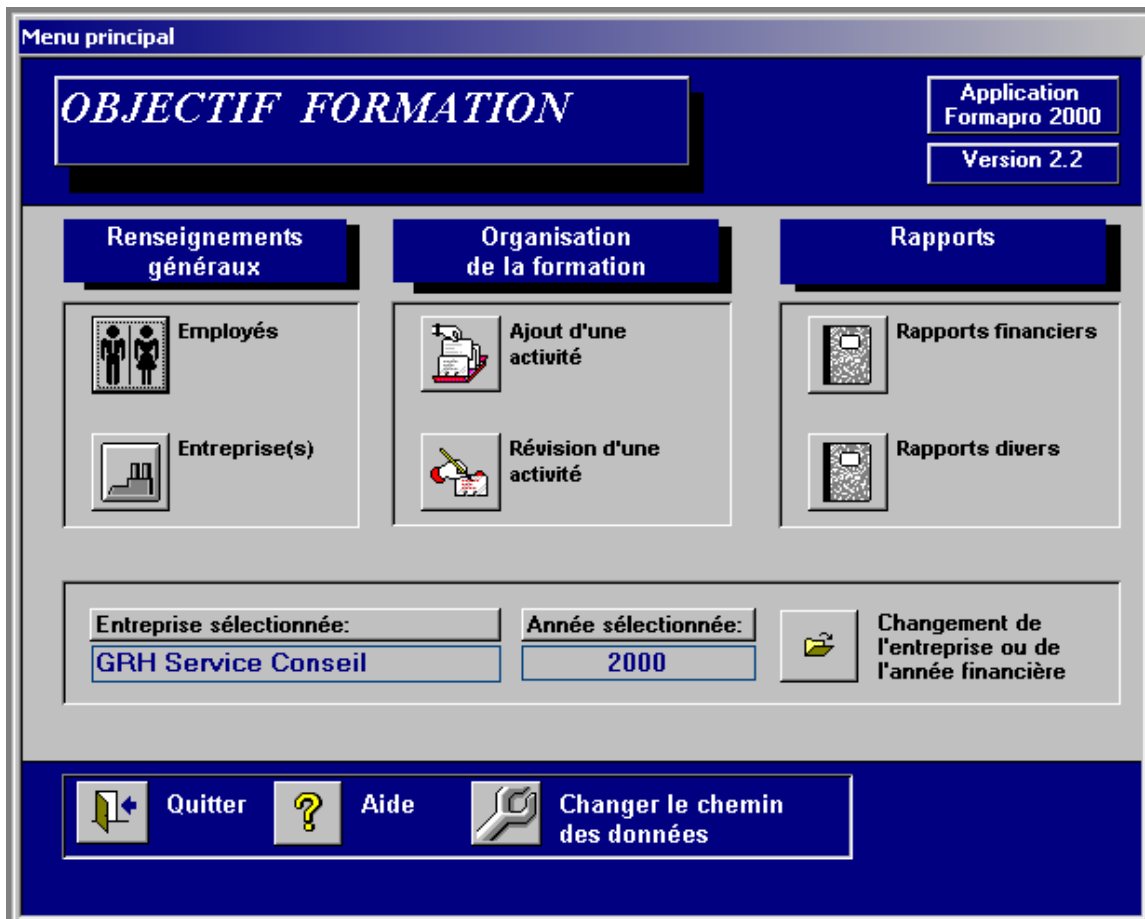 Menu principal
OBJECTIF FORMATION
Application
Formapro 2000
Version 2.2
Renseignements
généraux
Employés
Entreprise(s)
Organisation
de la formation
Ajout d'une
activité
Révision d'une
activité
Rapports
Rapports financiers
Rapports divers
Entreprise sélectionnée:
GRH Service Conseil
Année sélectionnée:
2000
Changement de
l'entreprise ou de
l'année financière
Quitter
Aide
Changer le chemin
des données